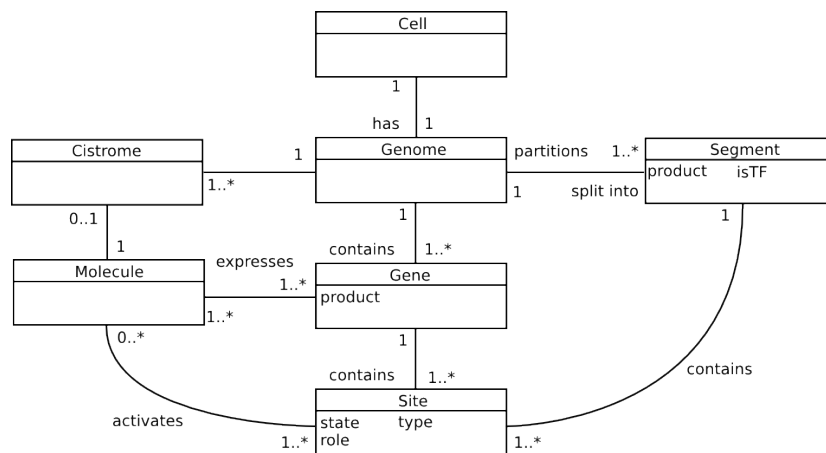 Cell
1
has 1
Cistrome
1
Genome
partitions 1..*
Segment
1..*
1
split into
product isTF
0..1
1
1
1
expresses
contains 1..*
Molecule
Gene
1..*
product
1..*
0..*
1
contains
1..*
contains
activates
Site
state type
role
1..*
1..*